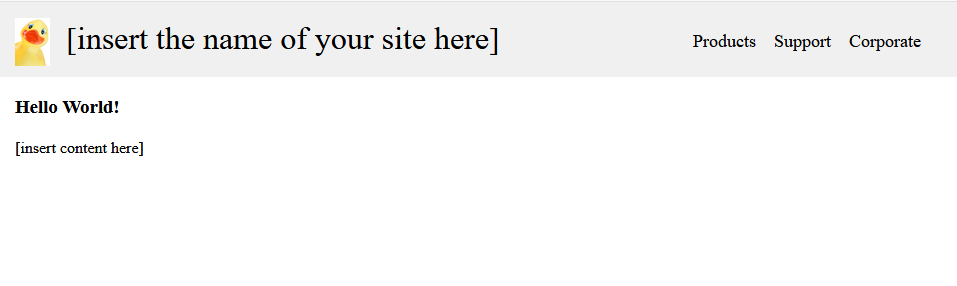 [insert the name of your site here]
Products Support Corporate
Hello World!
[insert content here]